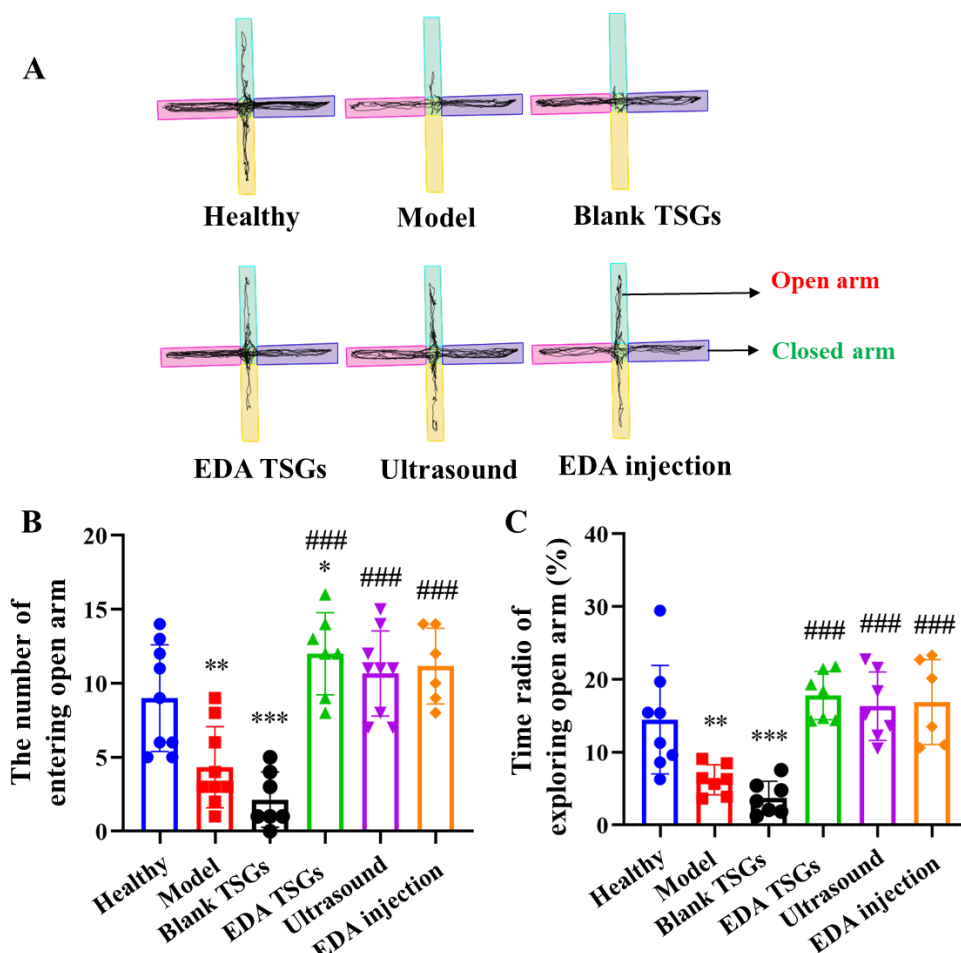 A
Healthy
Model
Blank TSGs
Open arm
Closed arm
EDA TSGs
Ultrasound
EDA injection
B
The number of
entering open arm
20
15
10
5
0
**
***
###
*
###
###
Healthy
Model
Blank TSGs
EDA TSGs
Ultrasound
EDA injection
C
Time radio of
exploring open arm (%)
40
30
20
10
0
**
***
###
###
###
Healthy
Model
Blank TSGs
EDA TSGs
Ultrasound
EDA injection